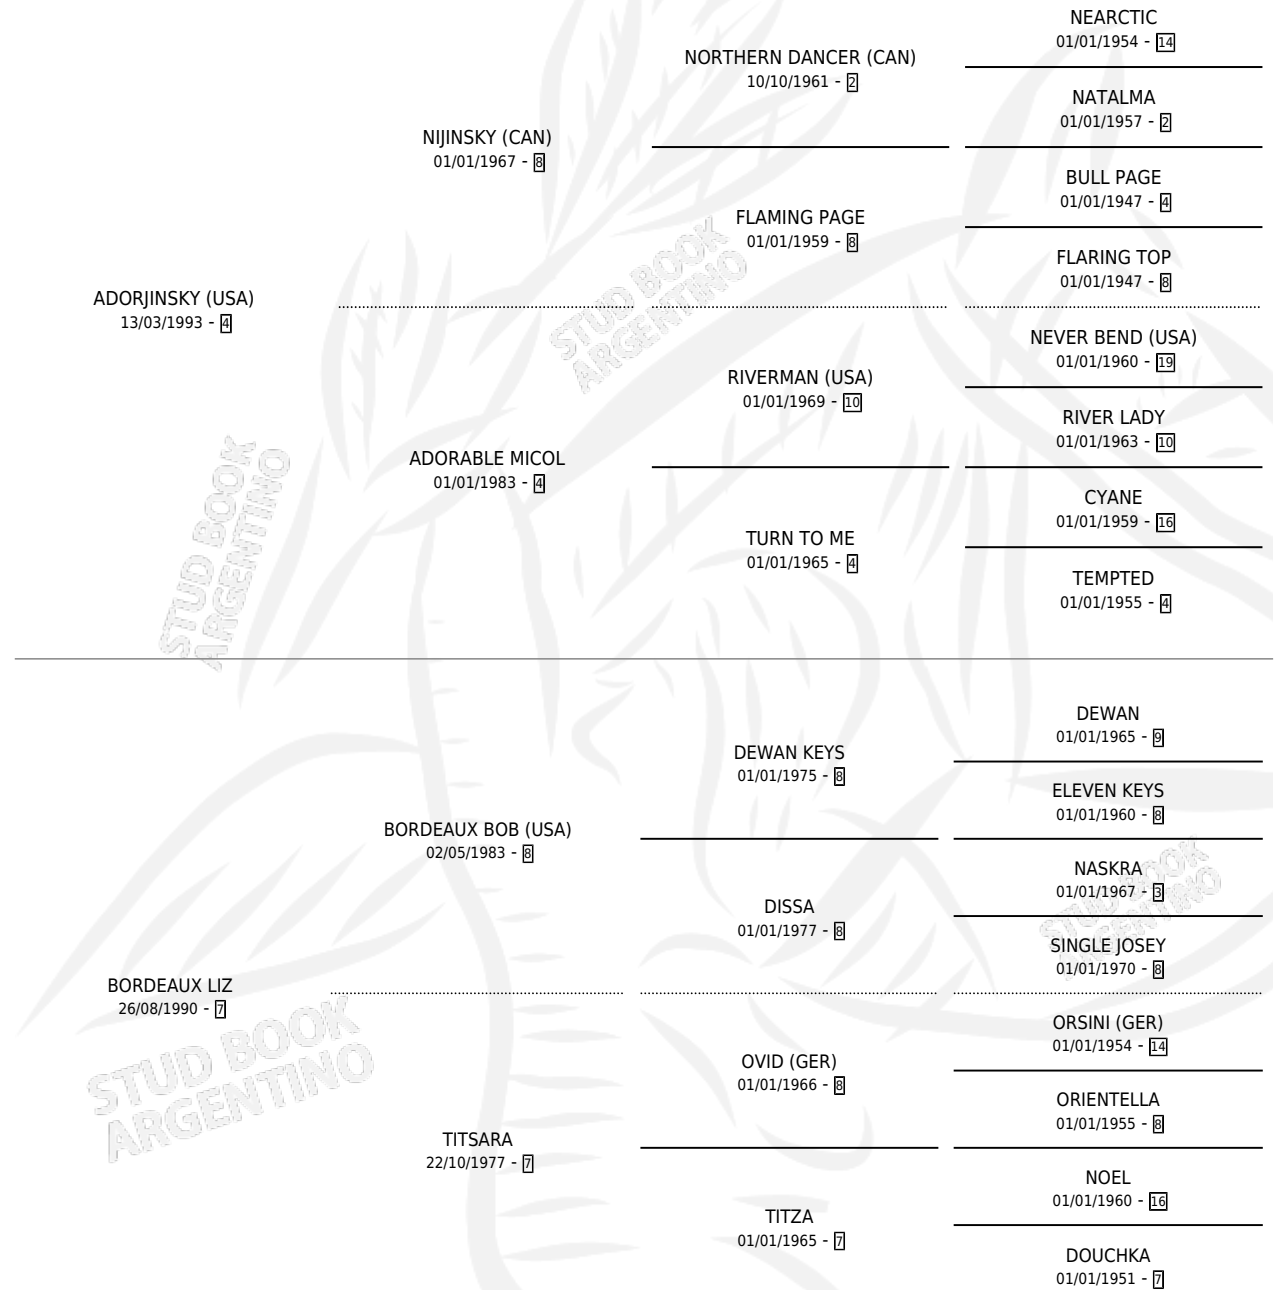 NEARCTIC
01/01/1954 - 14
NORTHERN DANCER (CAN)
10/10/1961 - 2
NATALMA
01/01/1957 - 2
NIJINSKY (CAN)
01/01/1967 - 8
BULL PAGE
01/01/1947 - 4
FLAMING PAGE
01/01/1959 - 8
FLARING TOP
01/01/1947 - 8
ADORJINSKY (USA)
13/03/1993 - 4
NEVER BEND (USA)
01/01/1960 - 19
RIVERMAN (USA)
01/01/1969 - 10
RIVER LADY
01/01/1963 - 10
ADORABLE MICOL
01/01/1983 - 4
CYANE
01/01/1959 - 16
TURN TO ME
01/01/1965 - 4
TEMPTED
01/01/1955 - 4
DEWAN
01/01/1965 - 9
DEWAN KEYS
01/01/1975 - 8
ELEVEN KEYS
01/01/1960 - 8
BORDEAUX BOB (USA)
02/05/1983 - 8
NASKRA
01/01/1967 - 3
DISSA
01/01/1977 - 8
SINGLE JOSEY
01/01/1970 - 8
BORDEAUX LIZ
26/08/1990 - 7
ORSINI (GER)
01/01/1954 - 14
OVID (GER)
01/01/1966 - 8
ORIENTELLA
01/01/1955 - 8
TITSARA
22/10/1977 - 7
NOEL
01/01/1960 - 16
TITZA
01/01/1965 - 7
DOUCHKA
01/01/1951 - 7
STUD BOOK
ARGENTINO
STUD BOOK
ARGENTINO
STUD BOOK
ARGENTINO
STUD BOOK
ARGENTINO